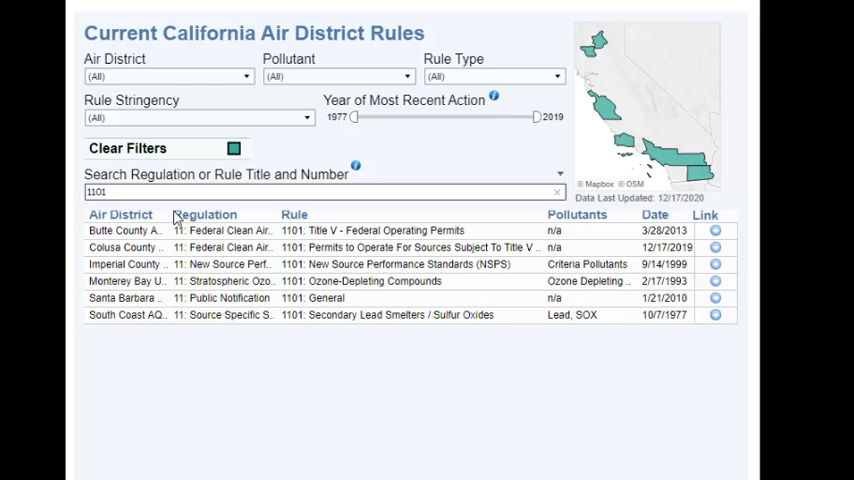 Current California Air District Rules
Air District Pollutant Rule Type
(All) (All) (All)
Rule Stringency Year of Most Recent Action
(All) 1977 2019
Clear Filters
Search Regulation or Rule Title and Number
1101
© Mapbox © OSM
Data Last Updated: 12/17/2020
Air District Regulation Rule Pollutants Date Link
Butte County A.. 11: Federal Clean Air.. 1101: Title V - Federal Operating Permits n/a 3/28/2013
Colusa County .. 11: Federal Clean Air.. 1101: Permits to Operate For Sources Subject To Title V .. n/a 12/17/2019
Imperial County .. 11: New Source Perf.. 1101: New Source Performance Standards (NSPS) Criteria Pollutants 9/14/1999
Monterey Bay U.. 11: Stratospheric Ozo.. 1101: Ozone-Depleting Compounds Ozone Depleting .. 2/17/1993
Santa Barbara .. 11: Public Notification 1101: General n/a 1/21/2010
South Coast AQ.. 11: Source Specific S.. 1101: Secondary Lead Smelters / Sulfur Oxides Lead, SOX 10/7/1977